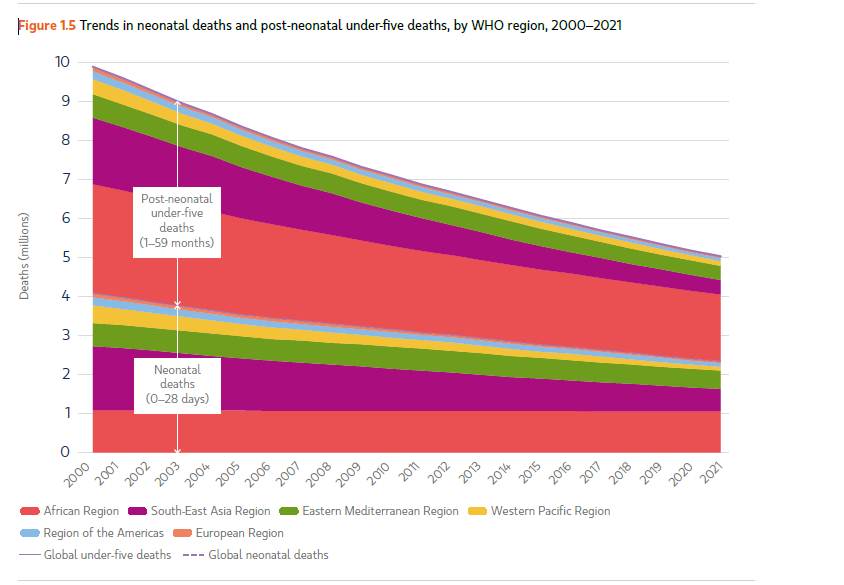 Figure 1.5 Trends in neonatal deaths and post-neonatal under-five deaths, by WHO region, 2000–2021
10
9
8
7
6
5
4
3
2
1
0
Deaths (millions)
Post-neonatal
under-five
deaths
(1–59 months)
Neonatal
deaths
(0–28 days)
2000 2001 2002 2003 2004 2005 2006 2007 2008 2009 2010 2011 2012 2013 2014 2015 2016 2017 2018 2019 2020 2021
African Region South-East Asia Region Eastern Mediterranean Region Western Pacific Region
Region of the Americas European Region
Global under-five deaths Global neonatal deaths